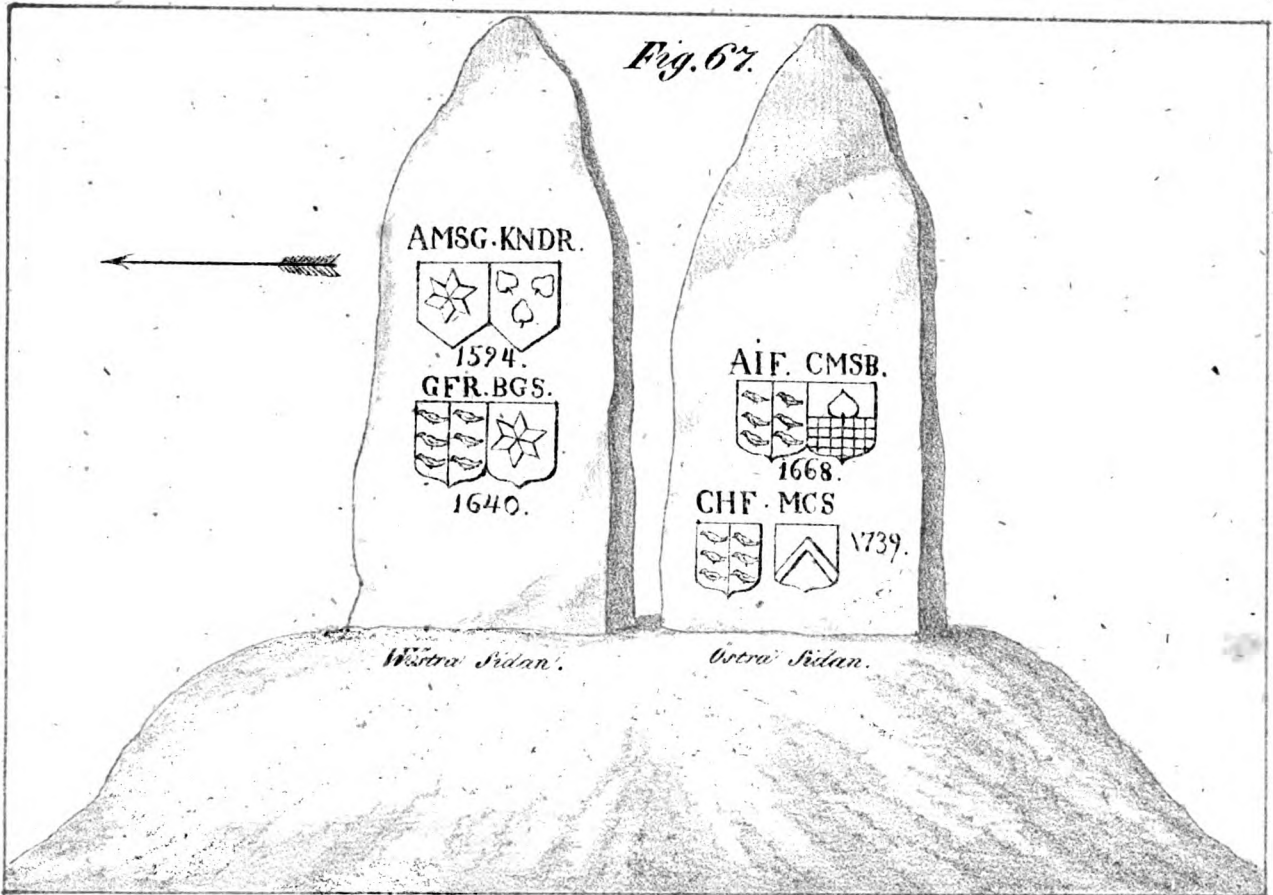 Fig. 67.
AMSG. KNDR.
1594.
GFR. BGS.
1640.
AIF. CMSB.
1668.
CHF. MCS
1739.
Wästra Sidan.
Östra Sidan.